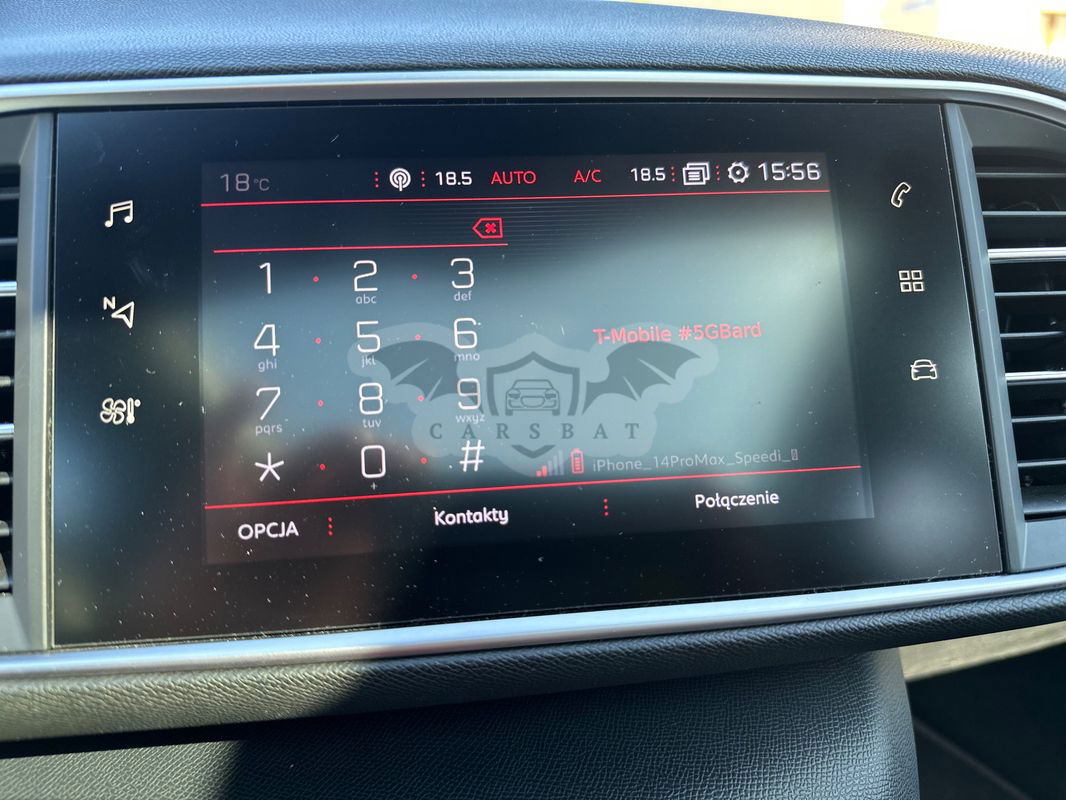 18°C 18.5 AUTO A/C 18.5 15:56
1 2 3
abc def
4 5 6
ghi jkl mno
T-Mobile #5GBard
7 8 9
pqrs tuv wxyz
CARSBAT
* 0 #
+
iPhone_14ProMax_Speedi_
OPCJA Kontakty Połączenie
N